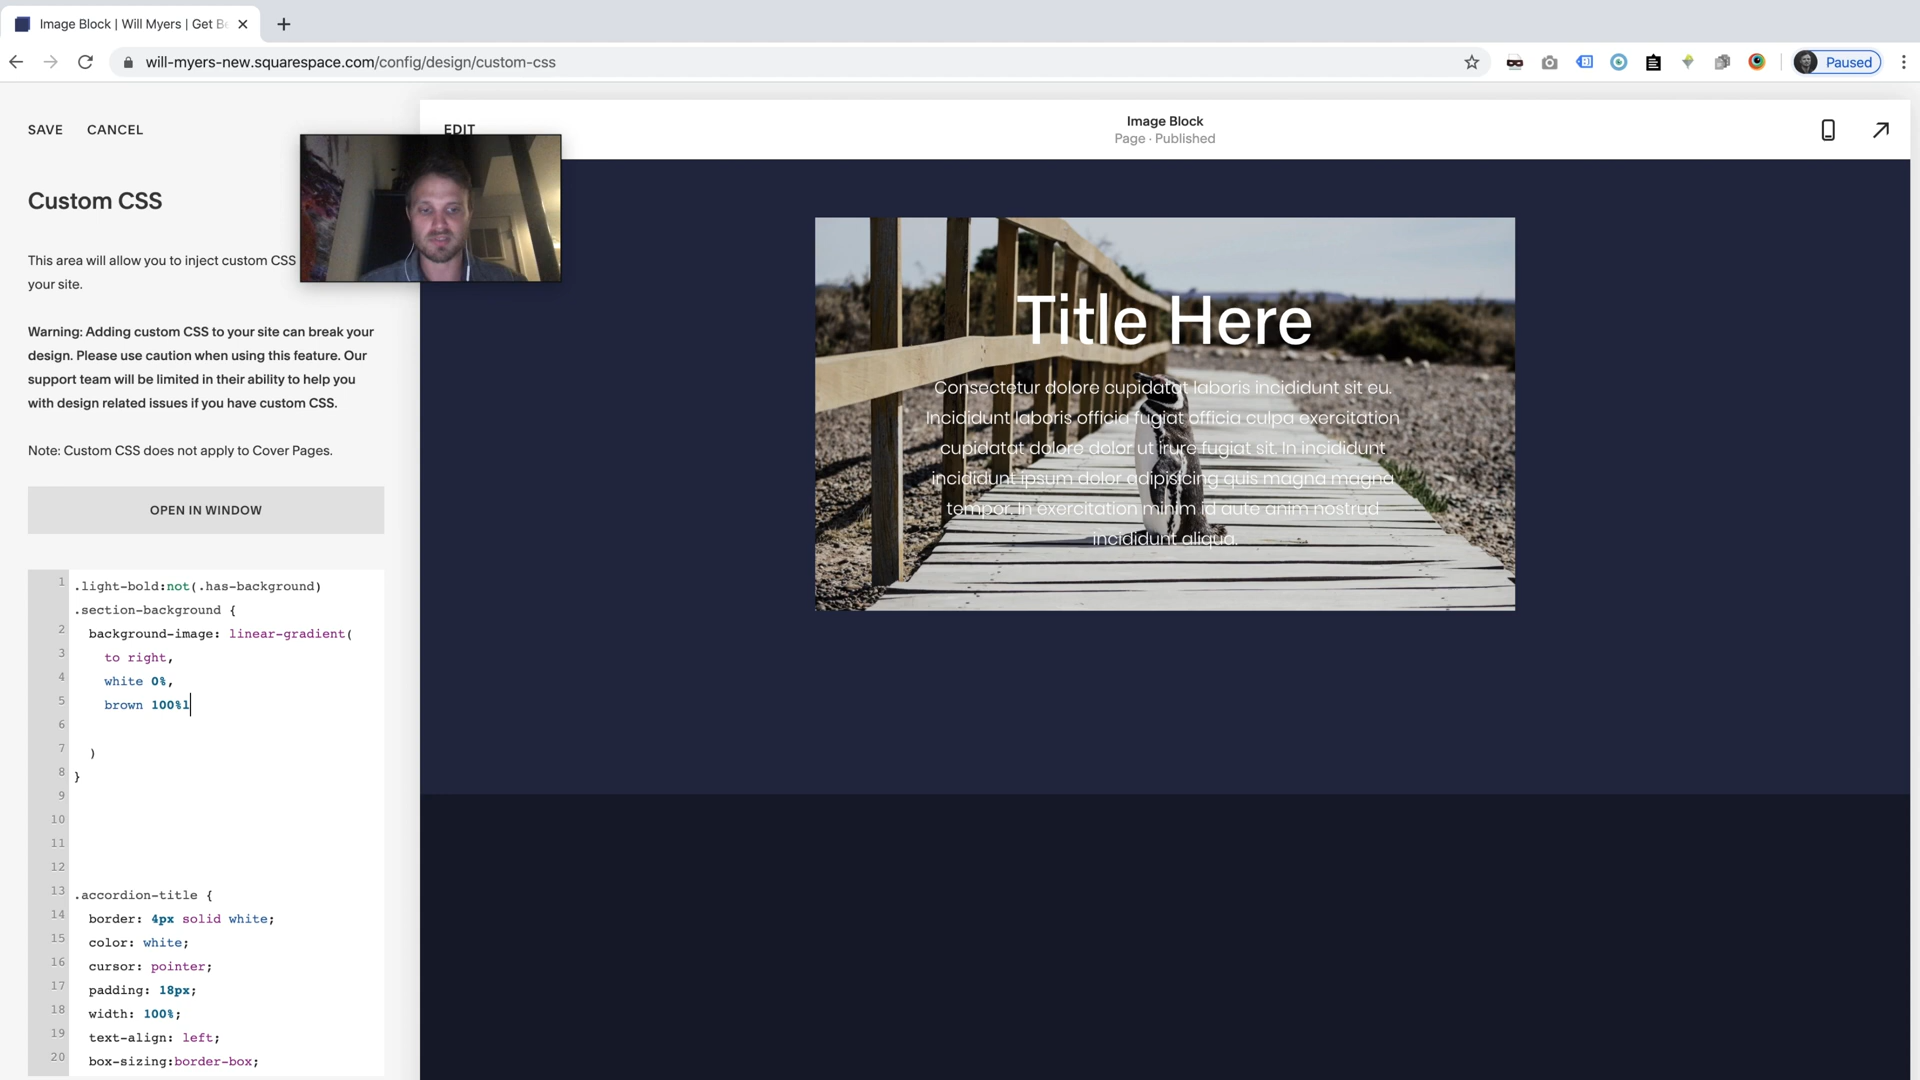 Image Block | Will Myers | Get Be
will-myers-new.squarespace.com/config/design/custom-css
Paused
SAVE
CANCEL
EDIT
Image Block
Page · Published
Custom CSS
This area will allow you to inject custom CSS
your site.
Warning: Adding custom CSS to your site can break your
design. Please use caution when using this feature. Our
support team will be limited in their ability to help you
with design related issues if you have custom CSS.
Note: Custom CSS does not apply to Cover Pages.
OPEN IN WINDOW
1 .light-bold:not(.has-background)
.section-background {
2 background-image: linear-gradient(
3 to right,
4 white 0%,
5 brown 100%l
6
7 )
8 }
9
10
11
12
13 .accordion-title {
14 border: 4px solid white;
15 color: white;
16 cursor: pointer;
17 padding: 18px;
18 width: 100%;
19 text-align: left;
20 box-sizing:border-box;
Title Here
Consectetur dolore cupidatat laboris incididunt sit eu.
Incididunt laboris officia fugiat officia culpa exercitation
cupidatat dolore dolor ut irure fugiat sit. In incididunt
incididunt ipsum dolor adipisicing quis magna magna
tempor. In exercitation minim id aute anim nostrud
incididunt aliqua.